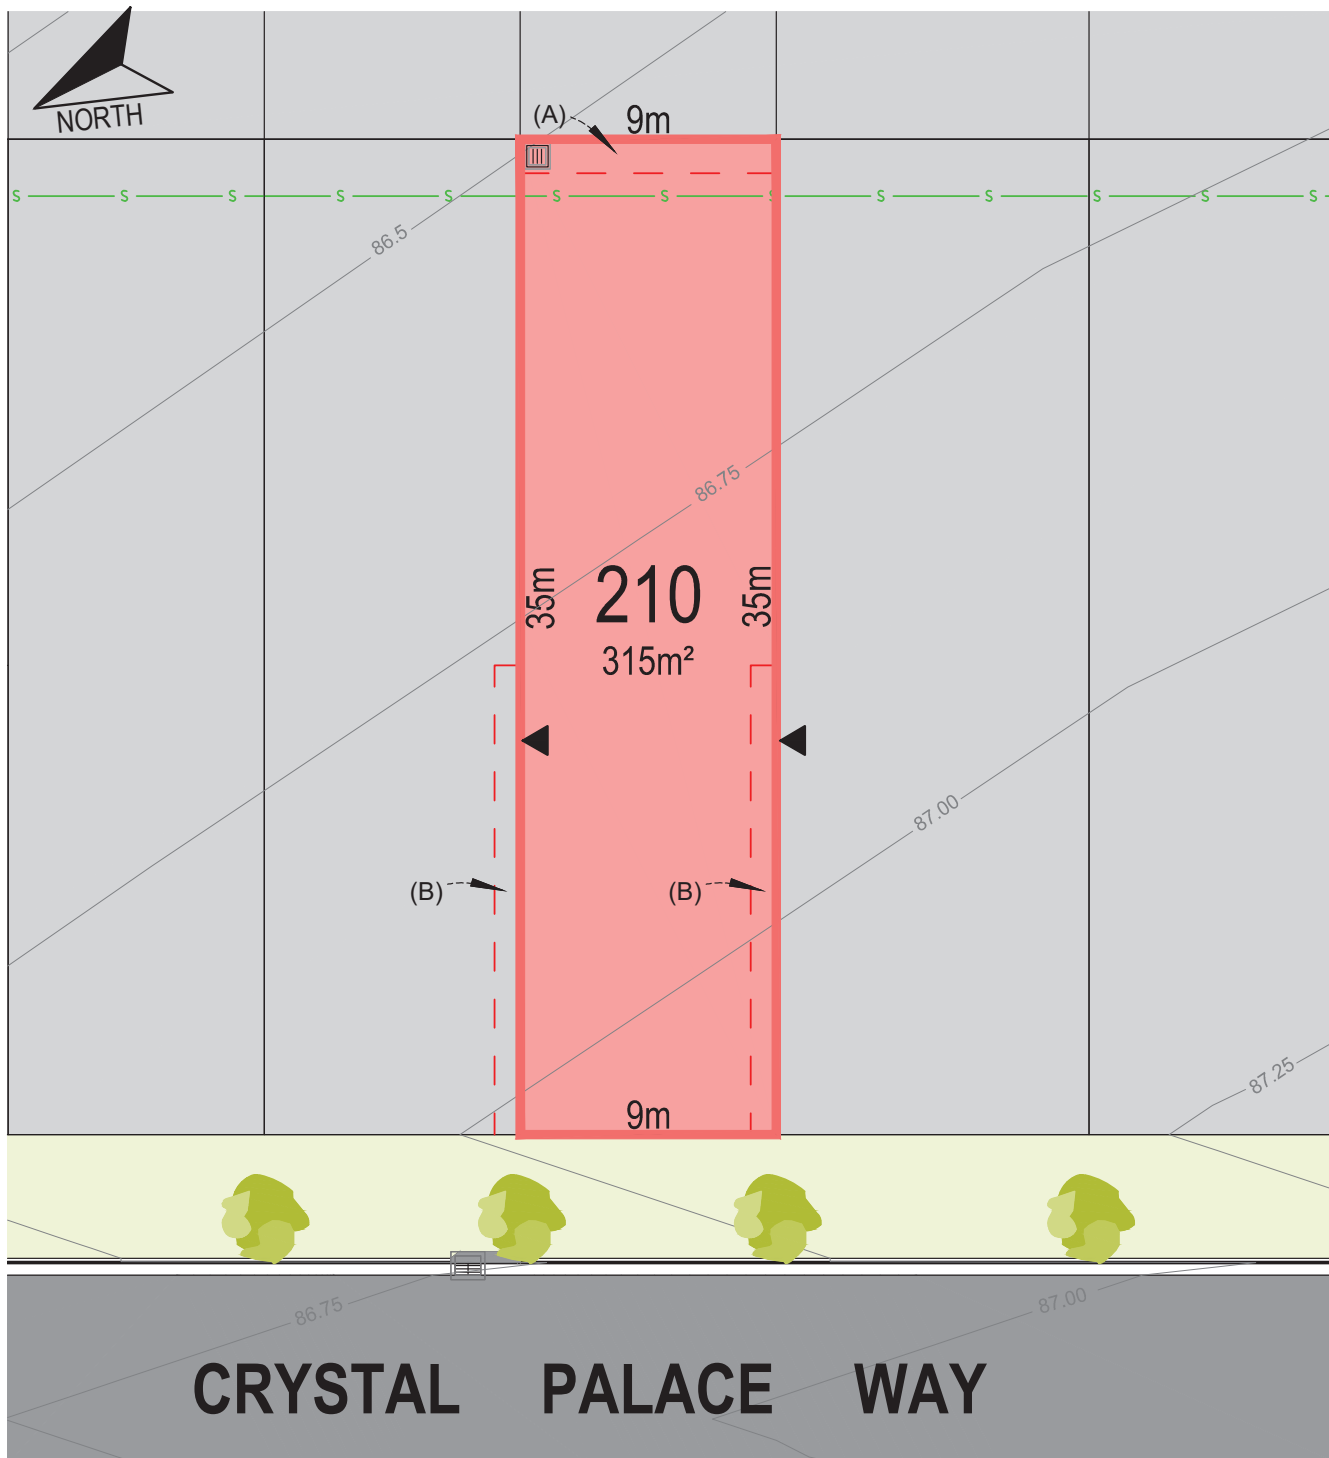 NORTH
(A)
9m
S S S S S S S S S S S S S
86.5
86.75
35m
210
35m
315m²
87.00
(B)
(B)
87.25
9m
86.75
87.00
CRYSTAL PALACE WAY